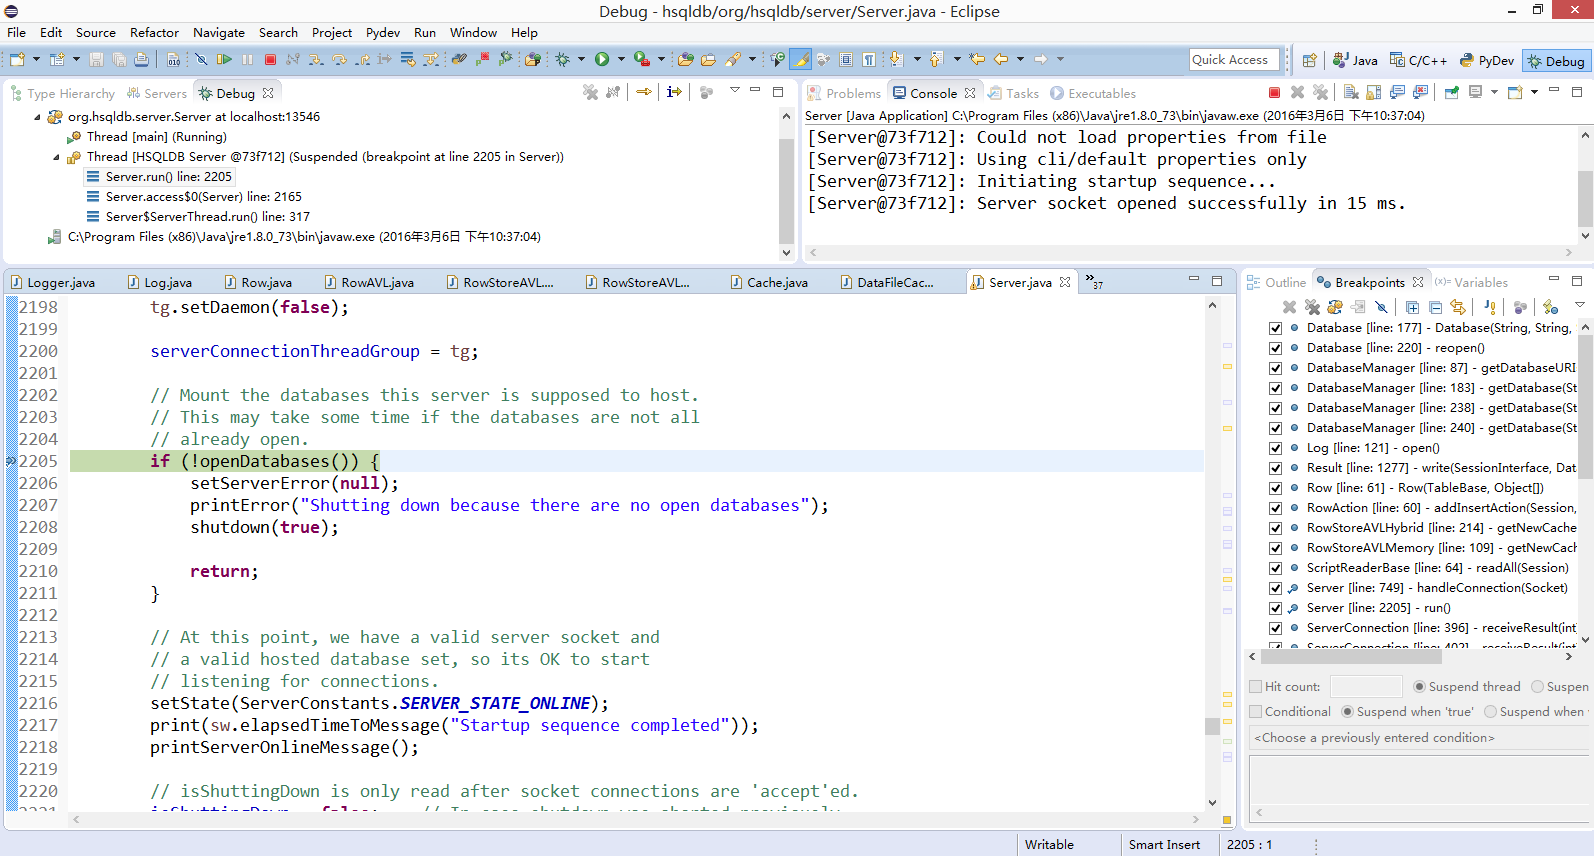 Debug - hsqldb/org/hsqldb/server/Server.java - Eclipse
File Edit Source Refactor Navigate Search Project Pydev Run Window Help
Quick Access Java C/C++ PyDev Debug
Type Hierarchy Servers Debug
org.hsqldb.server.Server at localhost:13546
Thread [main] (Running)
Thread [HSQLDB Server @73f712] (Suspended (breakpoint at line 2205 in Server))
Server.run() line: 2205
Server.access$0(Server) line: 2165
Server$ServerThread.run() line: 317
C:\Program Files (x86)\Java\jre1.8.0_73\bin\javaw.exe (2016年3月6日 下午10:37:04)
Problems Console Tasks Executables
Server [Java Application] C:\Program Files (x86)\Java\jre1.8.0_73\bin\javaw.exe (2016年3月6日 下午10:37:04)
[Server@73f712]: Could not load properties from file
[Server@73f712]: Using cli/default properties only
[Server@73f712]: Initiating startup sequence...
[Server@73f712]: Server socket opened successfully in 15 ms.
Logger.java Log.java Row.java RowAVL.java RowStoreAVL.... RowStoreAVL... Cache.java DataFileCac... Server.java 37
2198 tg.setDaemon(false);
2199
2200 serverConnectionThreadGroup = tg;
2201
2202 // Mount the databases this server is supposed to host.
2203 // This may take some time if the databases are not all
2204 // already open.
2205 if (!openDatabases()) {
2206 setServerError(null);
2207 printError("Shutting down because there are no open databases");
2208 shutdown(true);
2209
2210 return;
2211 }
2212
2213 // At this point, we have a valid server socket and
2214 // a valid hosted database set, so its OK to start
2215 // listening for connections.
2216 setState(ServerConstants.SERVER_STATE_ONLINE);
2217 print(sw.elapsedTimeToMessage("Startup sequence completed"));
2218 printServerOnlineMessage();
2219
2220 // isShuttingDown is only read after socket connections are 'accept'ed.
Outline Breakpoints (x)= Variables
Database [line: 177] - Database(String, String,
Database [line: 220] - reopen()
DatabaseManager [line: 87] - getDatabaseURI
DatabaseManager [line: 183] - getDatabase(St
DatabaseManager [line: 238] - getDatabase(St
DatabaseManager [line: 240] - getDatabase(St
Log [line: 121] - open()
Result [line: 1277] - write(SessionInterface, Dat
Row [line: 61] - Row(TableBase, Object[])
RowAction [line: 60] - addInsertAction(Session,
RowStoreAVLHybrid [line: 214] - getNewCache
RowStoreAVLMemory [line: 109] - getNewCach
ScriptReaderBase [line: 64] - readAll(Session)
Server [line: 749] - handleConnection(Socket)
Server [line: 2205] - run()
ServerConnection [line: 396] - receiveResult(int
ServerConnection [line: 402] - receiveResult(int
Hit count: Suspend thread Suspen
Conditional Suspend when 'true' Suspend when
<Choose a previously entered condition>
Writable Smart Insert 2205 : 1